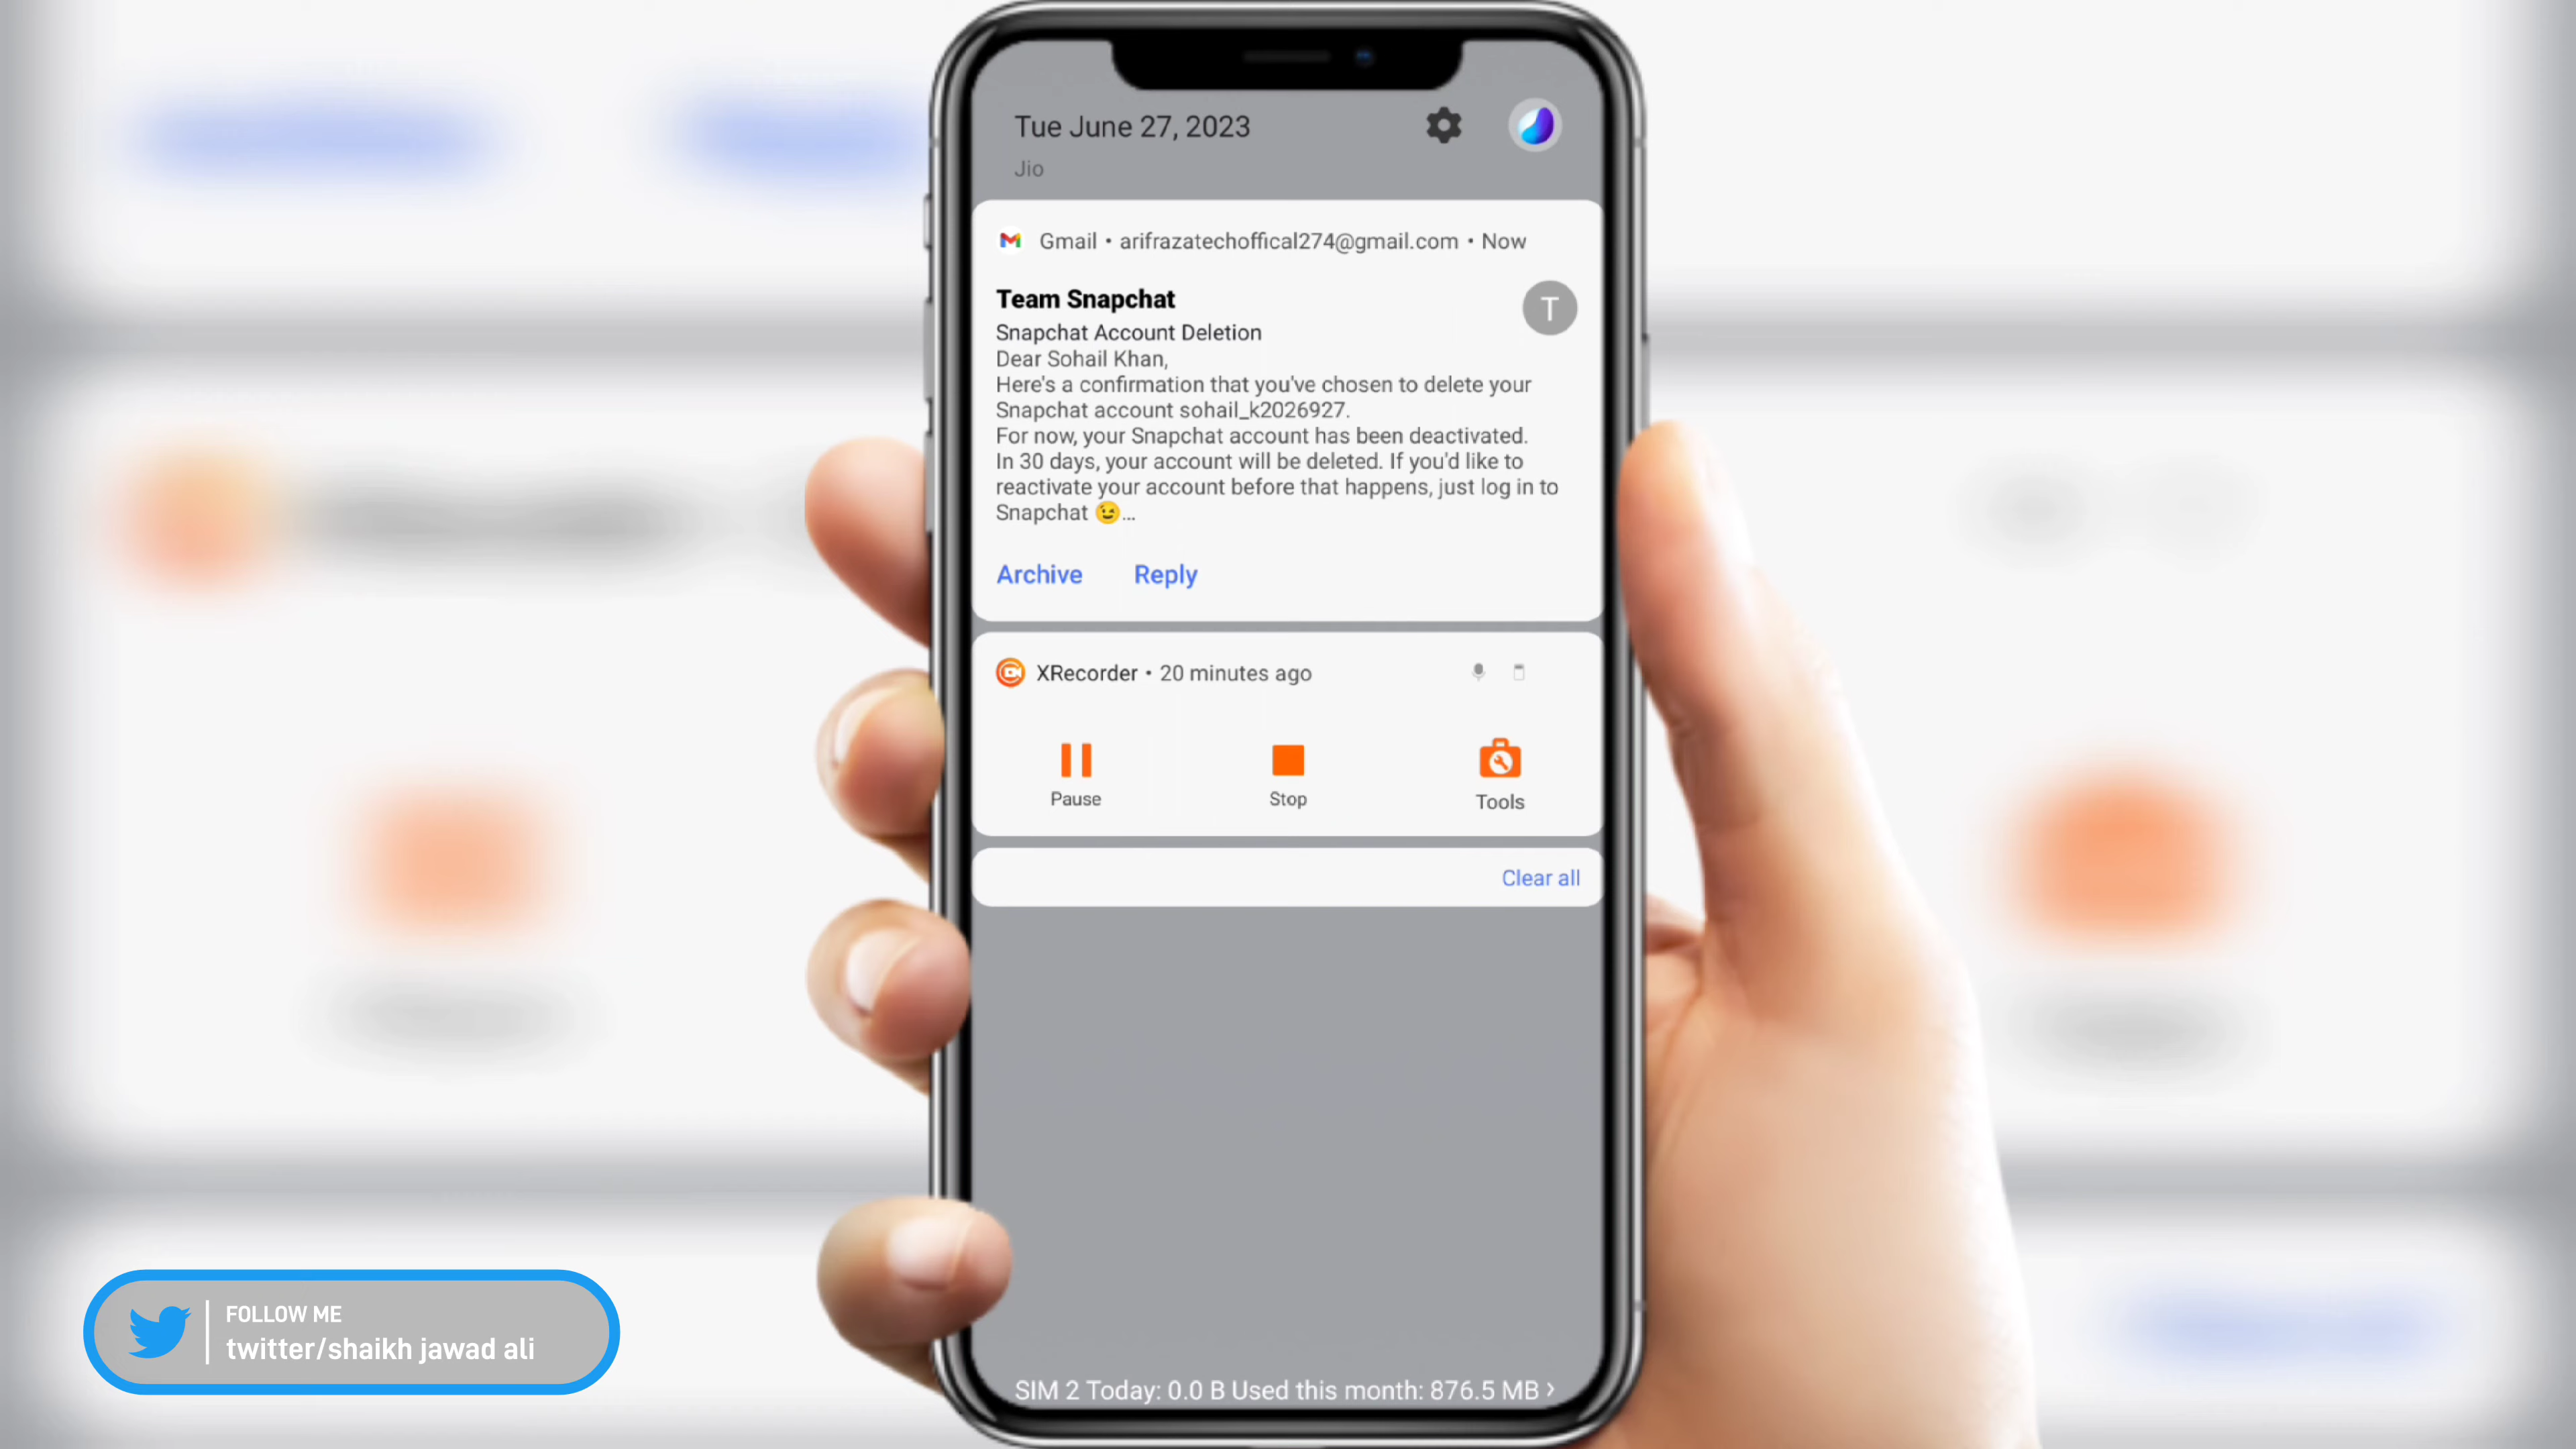 Tue June 27, 2023
Jio
Gmail • arifrazatechoffical274@gmail.com • Now
Team Snapchat
T
Snapchat Account Deletion
Dear Sohail Khan,
Here's a confirmation that you've chosen to delete your
Snapchat account sohail_k2026927.
For now, your Snapchat account has been deactivated.
In 30 days, your account will be deleted. If you'd like to
reactivate your account before that happens, just log in to
Snapchat 😉...
Archive Reply
XRecorder • 20 minutes ago
Pause Stop Tools
Clear all
SIM 2 Today: 0.0 B Used this month: 876.5 MB ›
FOLLOW ME
twitter/shaikh jawad ali